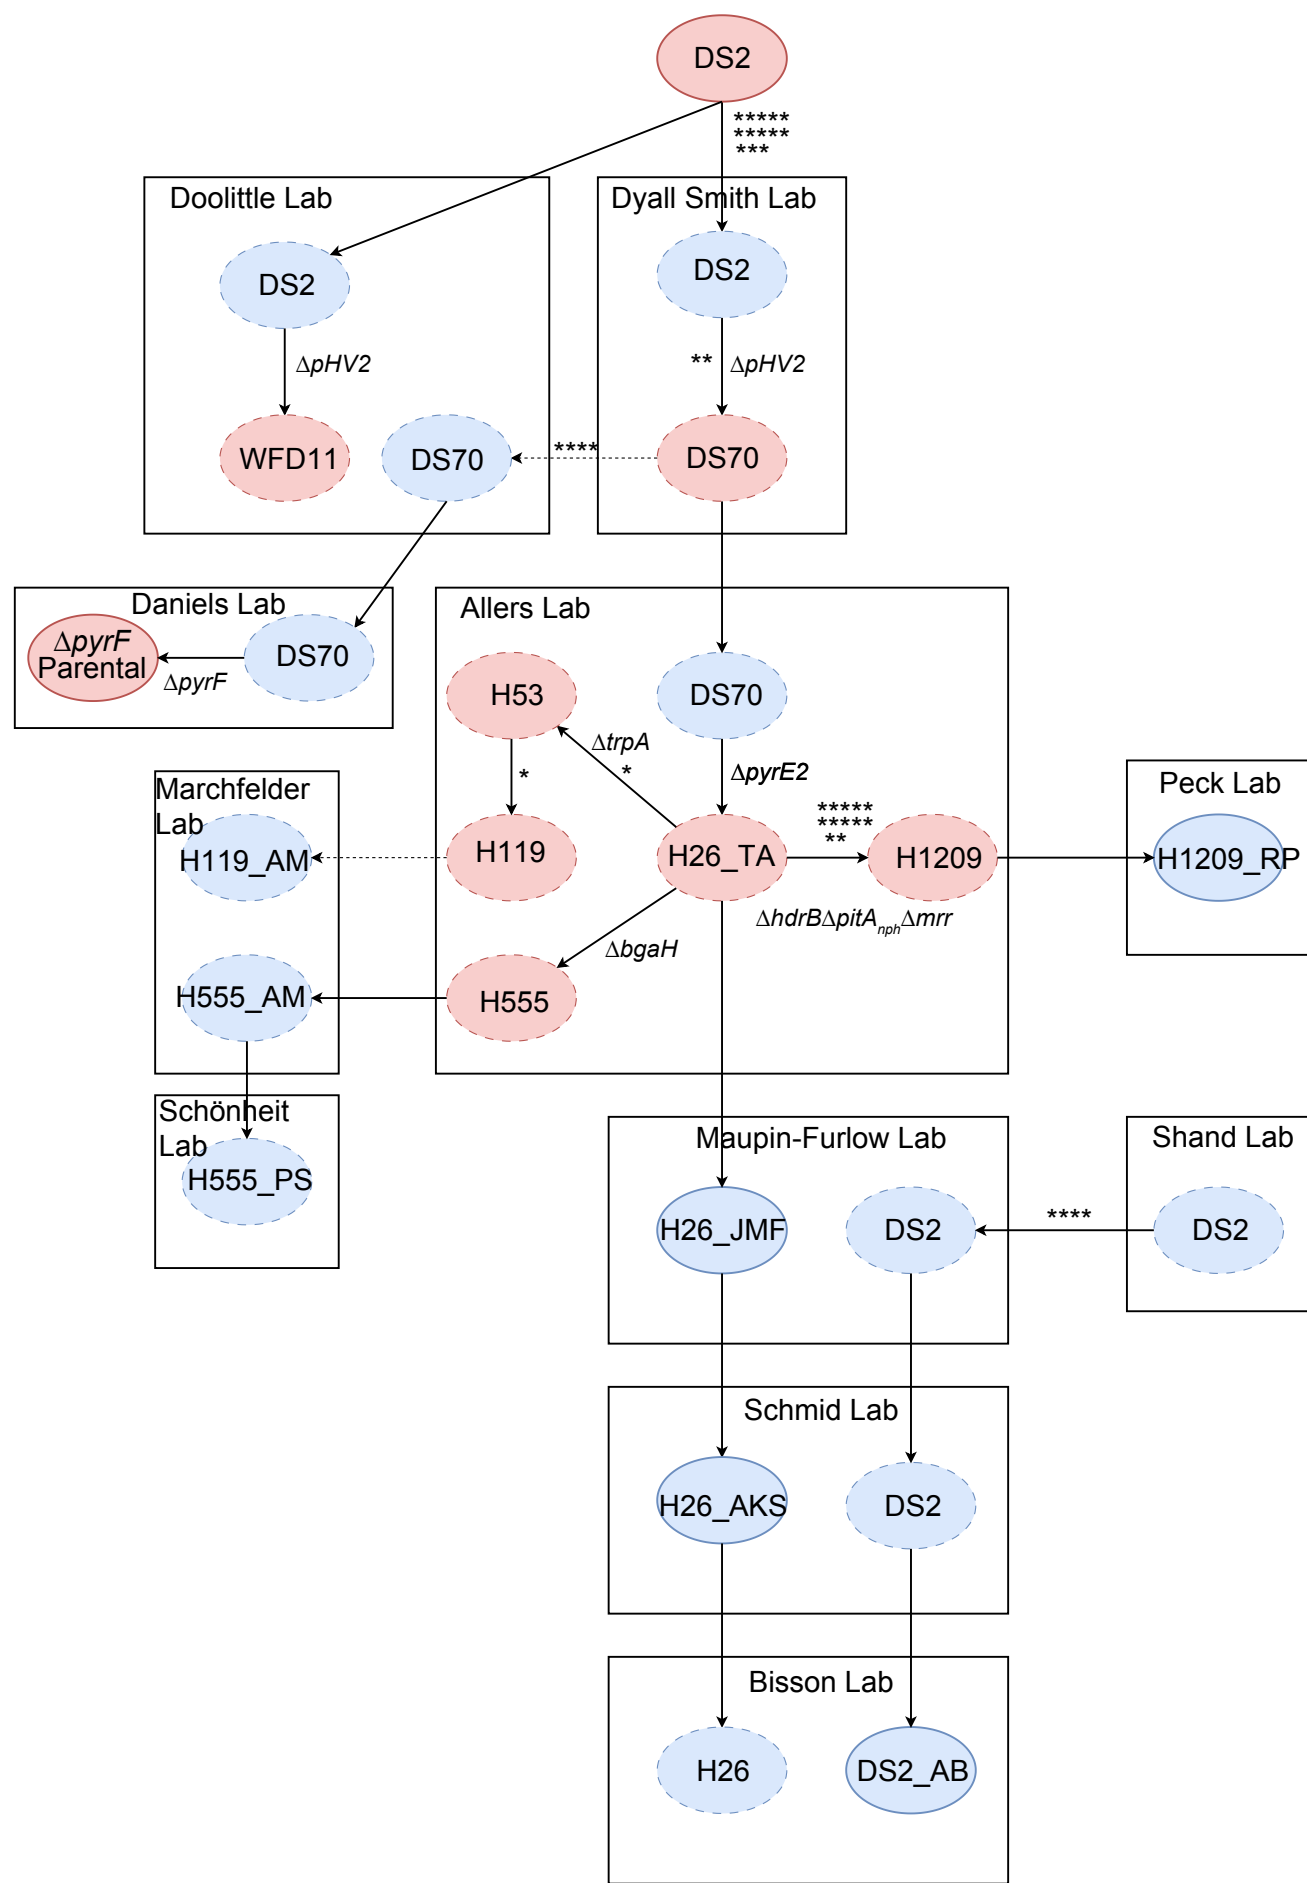 DS2
*****
*****
***
Doolittle Lab
Dyall Smith Lab
DS2
DS2
ΔpHV2
** ΔpHV2
WFD11
DS70
****
DS70
Daniels Lab
ΔpyrF
Parental
ΔpyrF
DS70
Allers Lab
H53
ΔtrpA
*
*
DS70
ΔpyrE2
Marchfelder
Lab
H119_AM
H119
H26_TA
*****
*****
**
H1209
ΔhdrBΔpitAnphΔmrr
Peck Lab
H1209_RP
ΔbgaH
H555_AM
H555
Schönheit
Lab
H555_PS
Maupin-Furlow Lab
Shand Lab
H26_JMF
DS2
****
DS2
Schmid Lab
H26_AKS
DS2
Bisson Lab
H26
DS2_AB